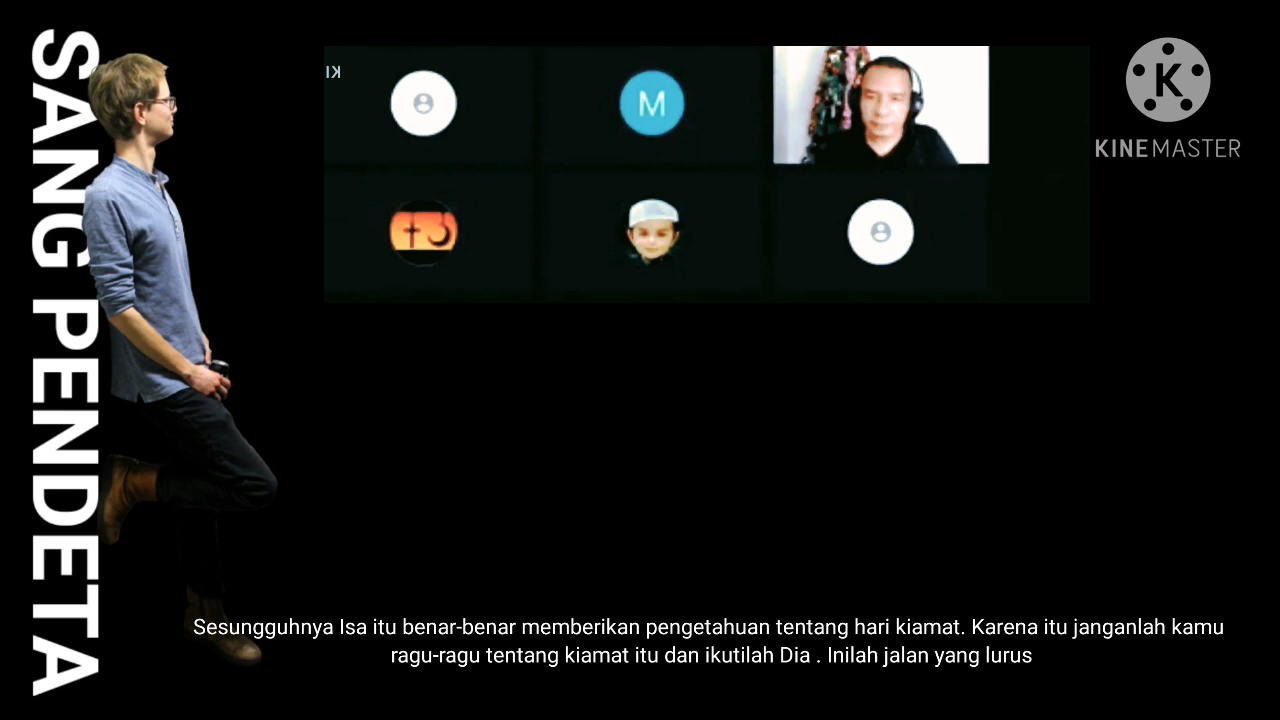 SANG PENDETA
M
K
KINEMASTER
Sesungguhnya Isa itu benar-benar memberikan pengetahuan tentang hari kiamat. Karena itu janganlah kamu
ragu-ragu tentang kiamat itu dan ikutilah Dia . Inilah jalan yang lurus